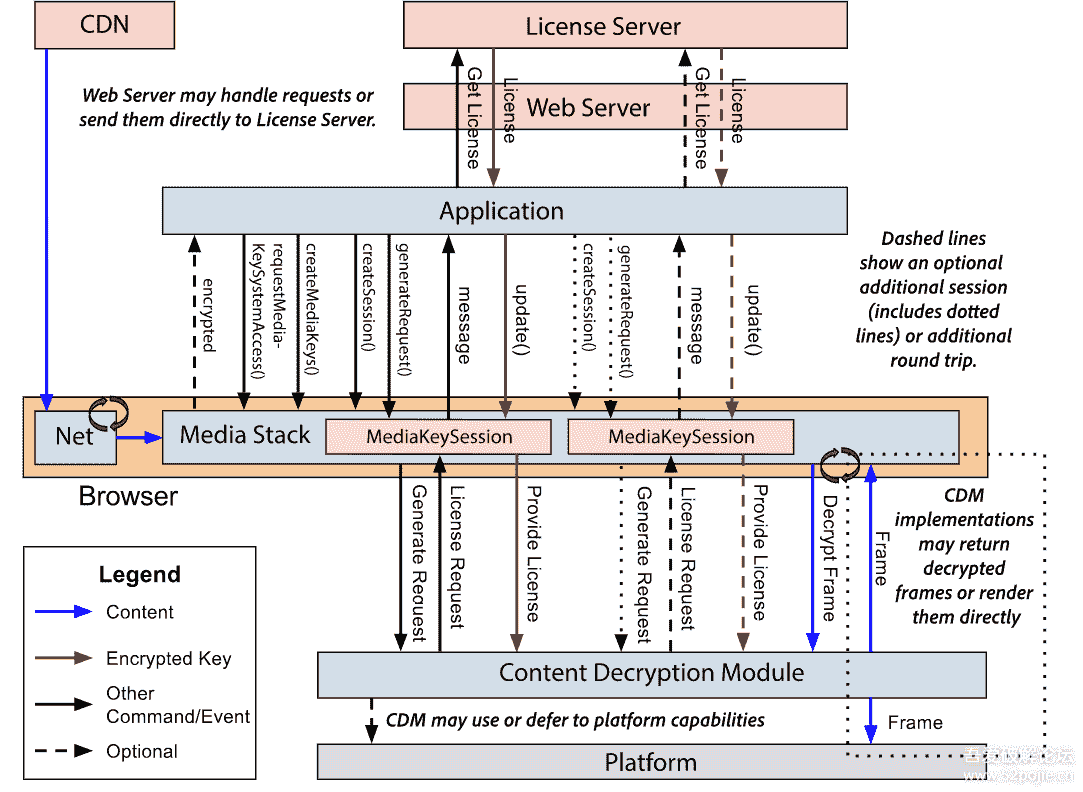 CDN
License Server
Web Server may handle requests or
send them directly to License Server.
Get License
License
Get License
License
Web Server
Application
encrypted
requestMedia-
KeySystemAccess()
createMediaKeys()
createSession()
generateRequest()
message
update()
createSession()
generateRequest()
message
update()
Dashed lines
show an optional
additional session
(includes dotted
lines) or additional
round trip.
Net
Media Stack
MediaKeySession
MediaKeySession
Browser
Generate Request
License Request
Provide License
Generate Request
License Request
Provide License
Decrypt Frame
Frame
CDM
implementations
may return
decrypted
frames or render
them directly
Legend
Content
Encrypted Key
Other
Command/Event
Optional
Content Decryption Module
CDM may use or defer to platform capabilities
Frame
Platform
www.52pojie.cn